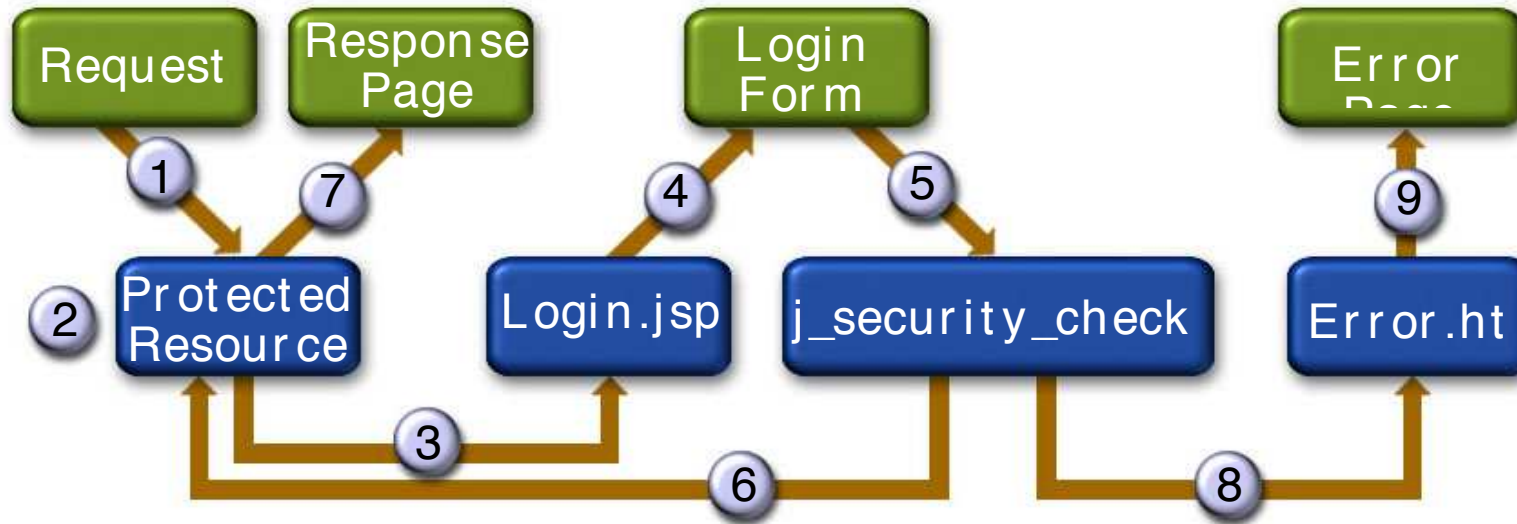 Request
Response
Page
Login
Form
Error
Page
1
7
4
5
9
2
Protected
Resource
Login.jsp
j_security_check
Error.ht
3
6
8